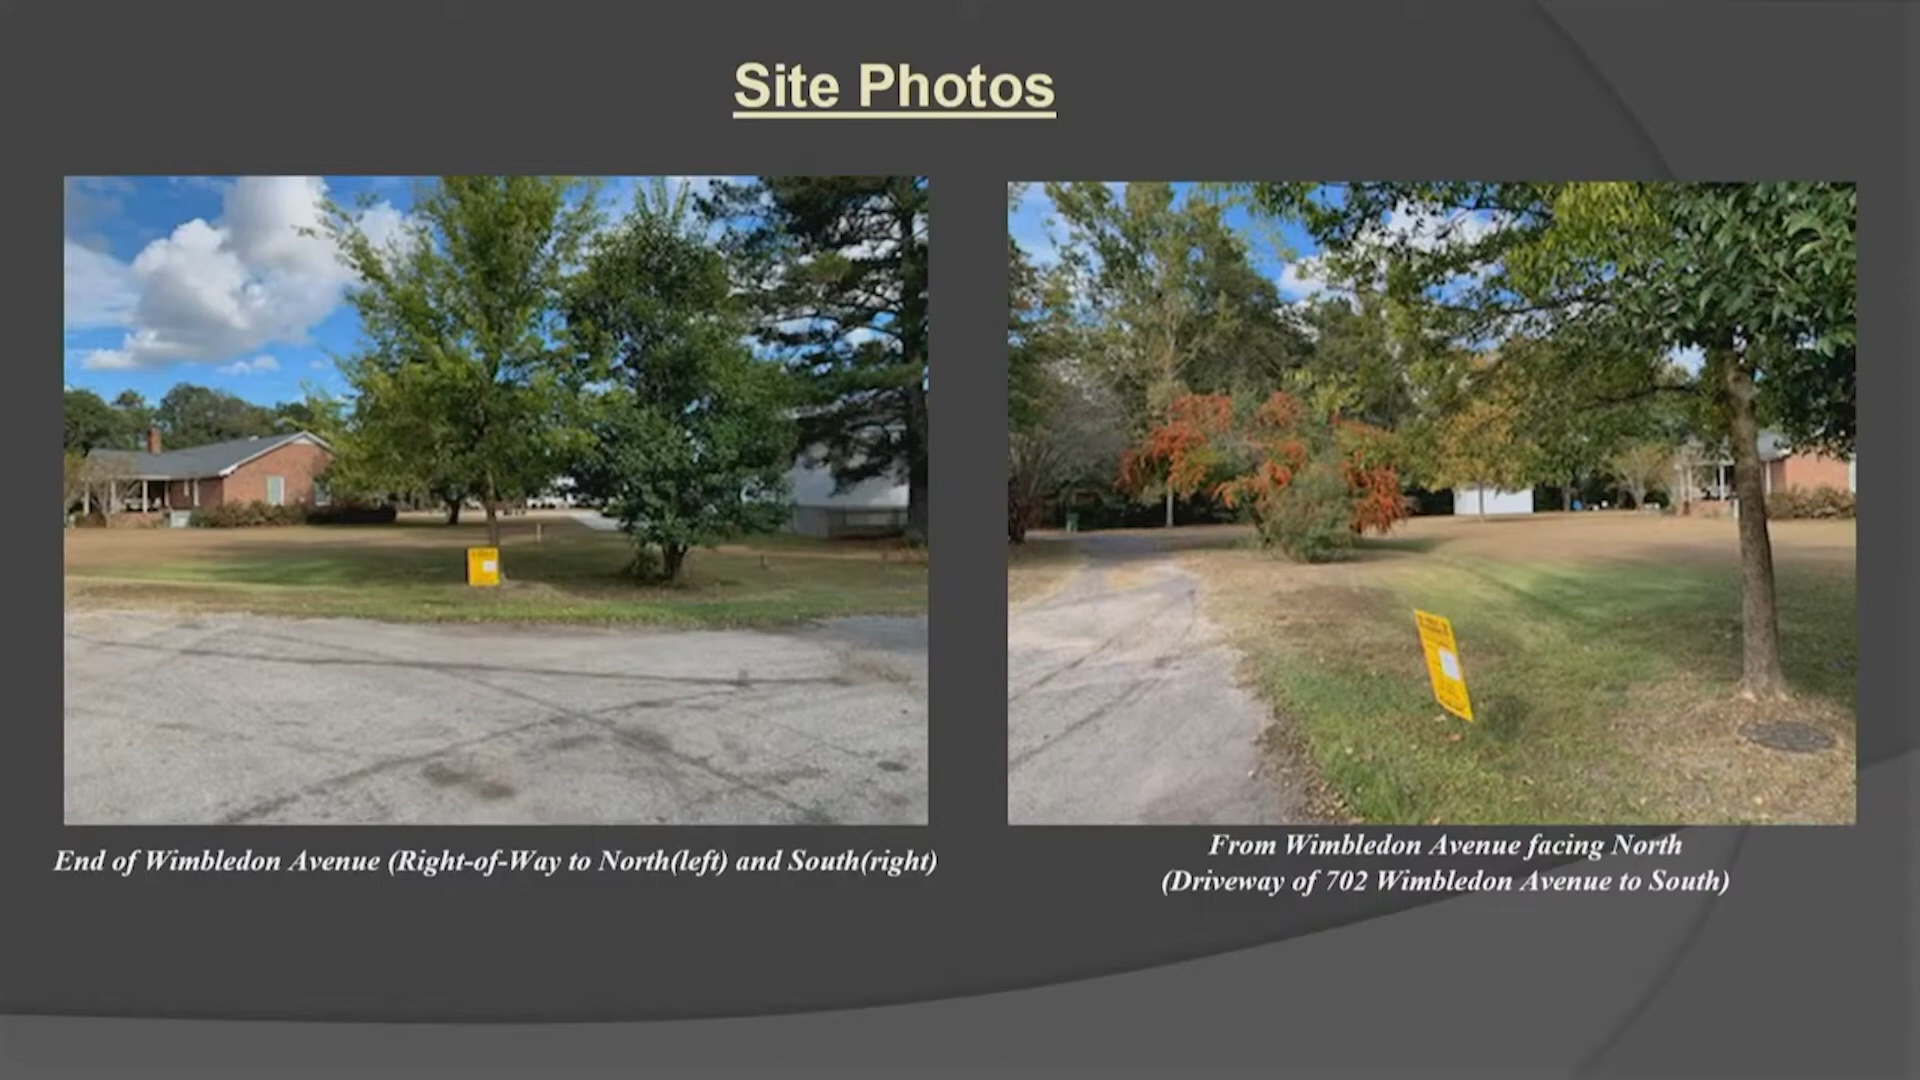 Site Photos
End of Wimbledon Avenue (Right-of-Way to North(left) and South(right)
From Wimbledon Avenue facing North
(Driveway of 702 Wimbledon Avenue to South)